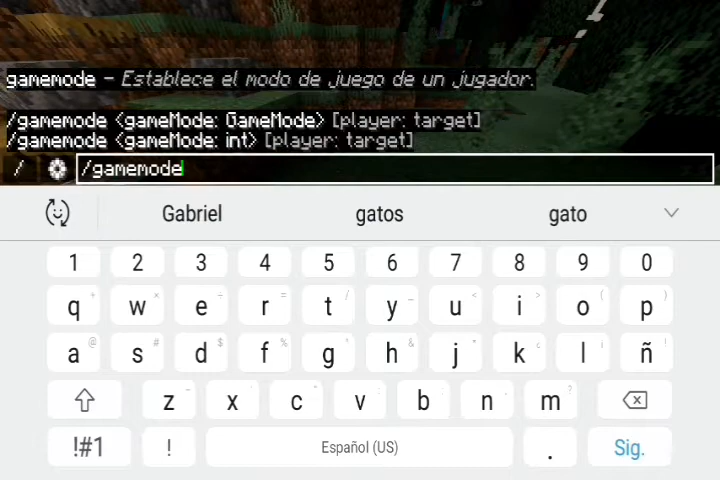 gamemode – Establece el modo de juego de un jugador.
/gamemode <gameMode: GameMode> [player: target]
/gamemode <gameMode: int> [player: target]
/ /gamemode
Gabriel gatos gato
1 2 3 4 5 6 7 8 9 0
q w e r t y u i o p
a s d f g h j k l ñ
z x c v b n m
!#1 ! Español (US) . Sig.